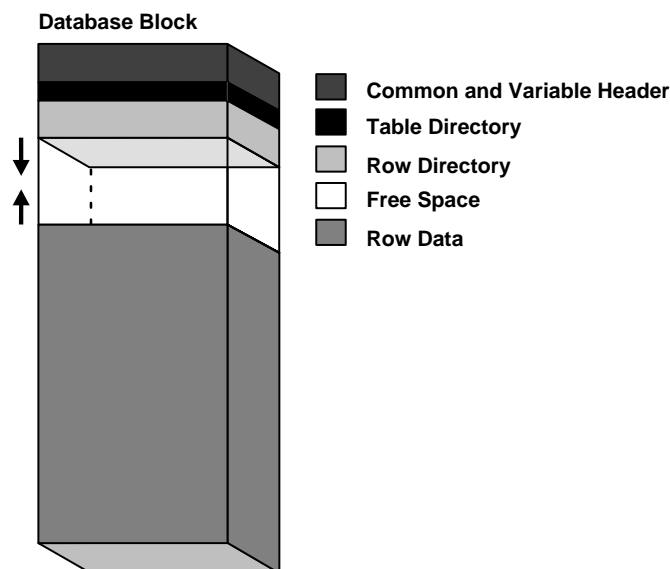 Database Block
Common and Variable Header
Table Directory
Row Directory
Free Space
Row Data